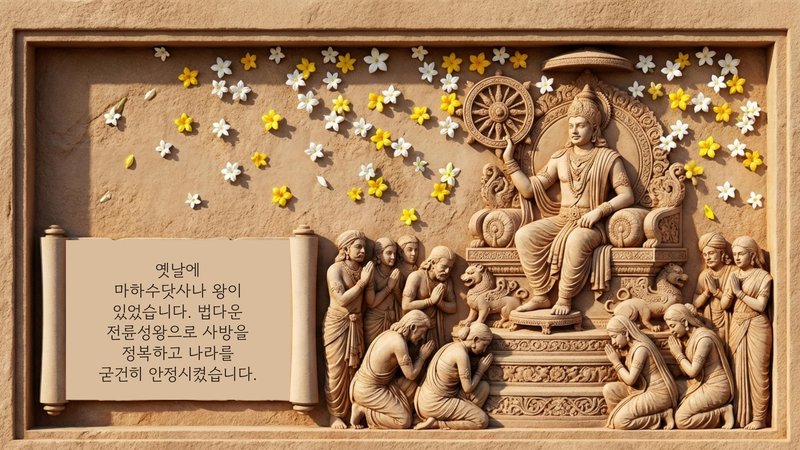 옛날에
마하수닷사나 왕이
있었습니다. 법다운
전륜성왕으로 사방을
정복하고 나라를
굳건히 안정시켰습니다.